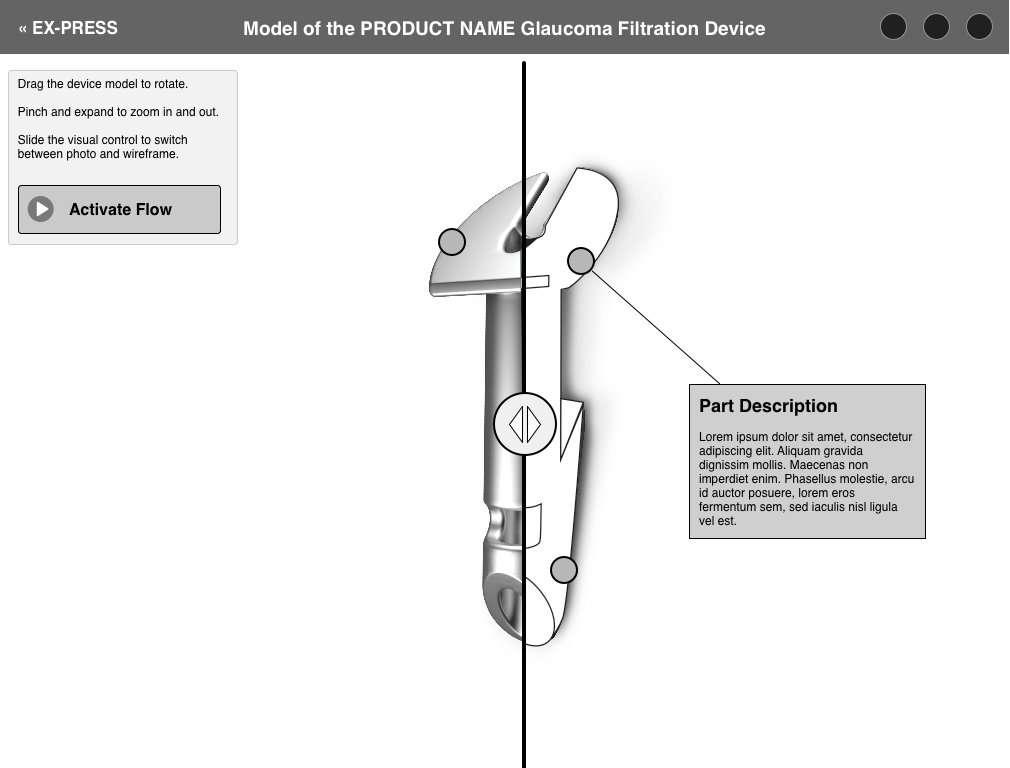 « EX-PRESS
Model of the PRODUCT NAME Glaucoma Filtration Device
Drag the device model to rotate.
Pinch and expand to zoom in and out.
Slide the visual control to switch
between photo and wireframe.
Activate Flow
Part Description
Lorem ipsum dolor sit amet, consectetur
adipiscing elit. Aliquam gravida
dignissim mollis. Maecenas non
imperdiet enim. Phasellus molestie, arcu
id auctor posuere, lorem eros
fermentum sem, sed iaculis nisl ligula
vel est.